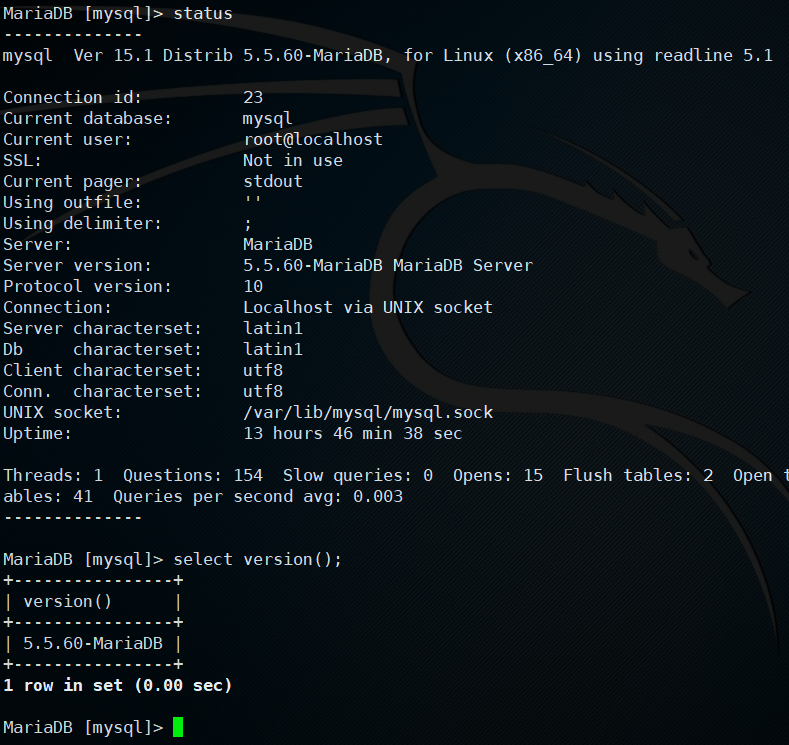 MariaDB [mysql]> status
--------------
mysql  Ver 15.1 Distrib 5.5.60-MariaDB, for Linux (x86_64) using readline 5.1

Connection id:          23
Current database:       mysql
Current user:           root@localhost
SSL:                    Not in use
Current pager:          stdout
Using outfile:          ''
Using delimiter:        ;
Server:                 MariaDB
Server version:         5.5.60-MariaDB MariaDB Server
Protocol version:       10
Connection:             Localhost via UNIX socket
Server characterset:    latin1
Db     characterset:    latin1
Client characterset:    utf8
Conn.  characterset:    utf8
UNIX socket:            /var/lib/mysql/mysql.sock
Uptime:                 13 hours 46 min 38 sec

Threads: 1  Questions: 154  Slow queries: 0  Opens: 15  Flush tables: 2  Open t
ables: 41  Queries per second avg: 0.003
--------------

MariaDB [mysql]> select version();
+----------------+
| version()      |
+----------------+
| 5.5.60-MariaDB |
+----------------+
1 row in set (0.00 sec)

MariaDB [mysql]>